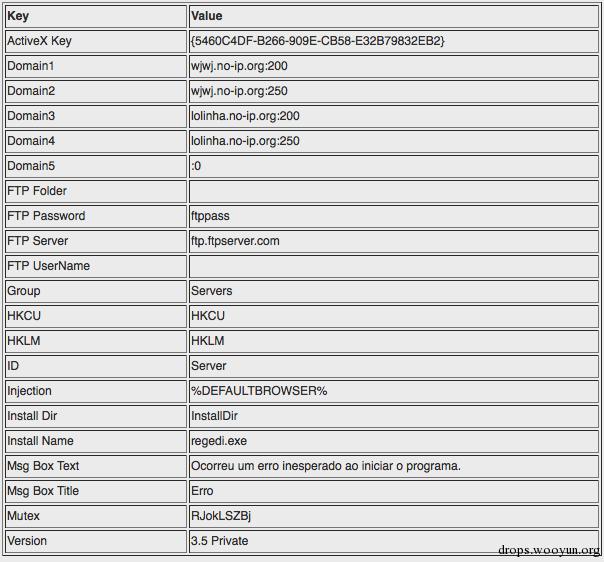 Key Value
ActiveX Key {5460C4DF-B266-909E-CB58-E32B79832EB2}
Domain1 wjwj.no-ip.org:200
Domain2 wjwj.no-ip.org:250
Domain3 lolinha.no-ip.org:200
Domain4 lolinha.no-ip.org:250
Domain5 :0
FTP Folder
FTP Password ftppass
FTP Server ftp.ftpserver.com
FTP UserName
Group Servers
HKCU HKCU
HKLM HKLM
ID Server
Injection %DEFAULTBROWSER%
Install Dir InstallDir
Install Name regedi.exe
Msg Box Text Ocorreu um erro inesperado ao iniciar o programa.
Msg Box Title Erro
Mutex RJokLSZBj
Version 3.5 Private
drops.wooyun.org